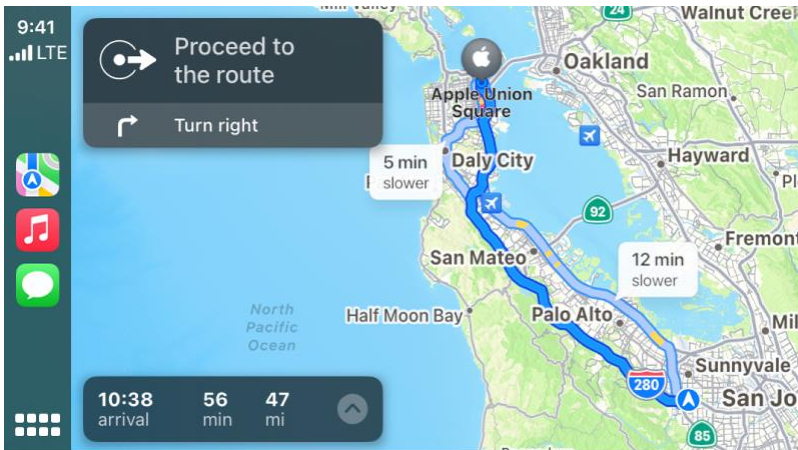 9:41
LTE
Proceed to
the route
Turn right
24
Walnut Creek
Oakland
San Ramon
Apple Union
Square
5 min
slower
Daly City
Hayward
92
Fremont
San Mateo
12 min
slower
North
Pacific
Ocean
Half Moon Bay
Palo Alto
Sunnyvale
280
San Jo
85
10:38
arrival
56
min
47
mi